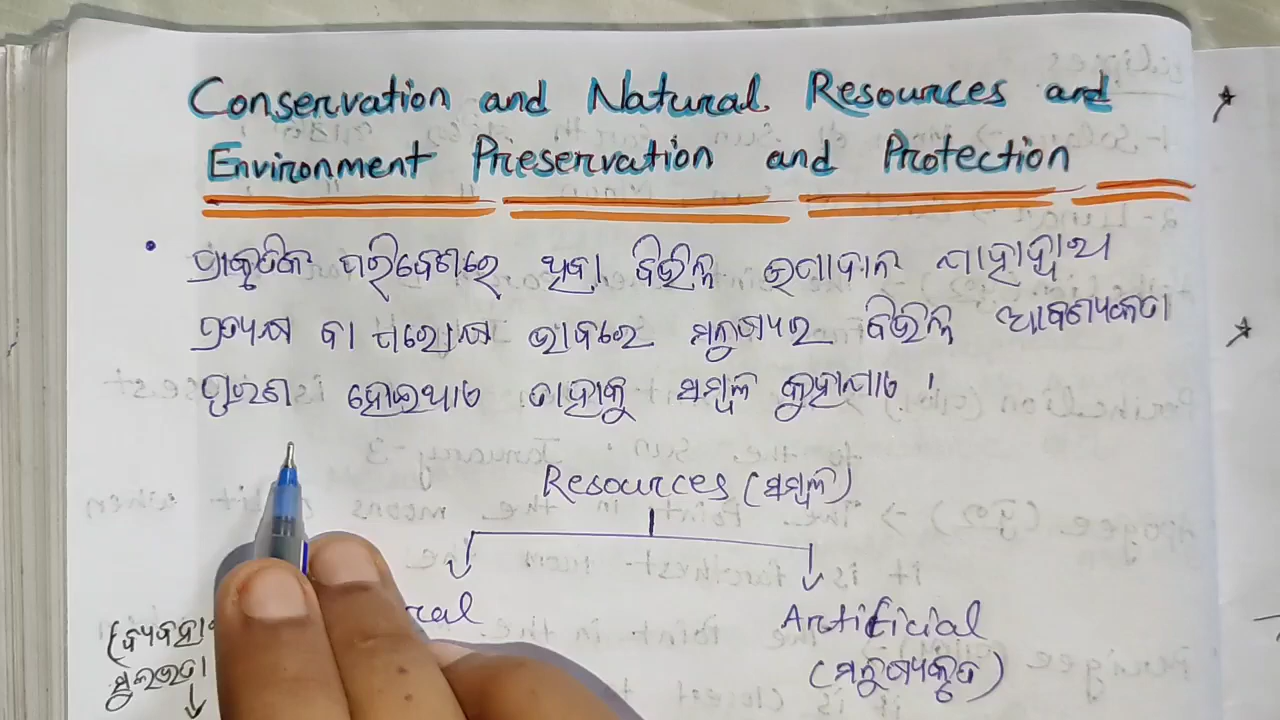 Conservation and Natural Resources and
Environment Preservation and Protection
• ପ୍ରାକୃତିକ ପରିବେଶରେ ଥିବା ବିଭିନ୍ନ ଉପାଦାନ ଯାହାଦ୍ୱାରା
ପ୍ରତ୍ୟକ୍ଷ ବା ପରୋକ୍ଷ ଭାବରେ ମନୁଷ୍ୟର ବିଭିନ୍ନ ଆବଶ୍ୟକତା
ପୂରଣ ହୋଇଥାଏ ତାହାକୁ ସମ୍ବଳ କୁହାଯାଏ ।
Resources (ସମ୍ବଳ)
Artificial
(ମନୁଷ୍ୟକୃତ)
ସୁଲଭତା